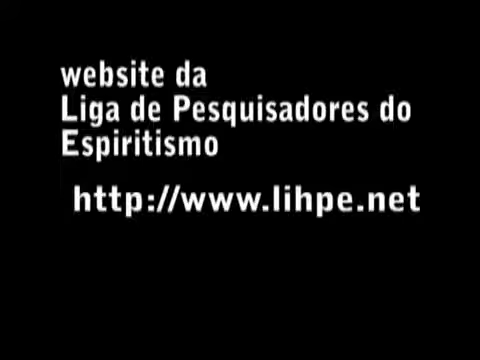 website da
Liga de Pesquisadores do
Espiritismo
http://www.lihpe.net